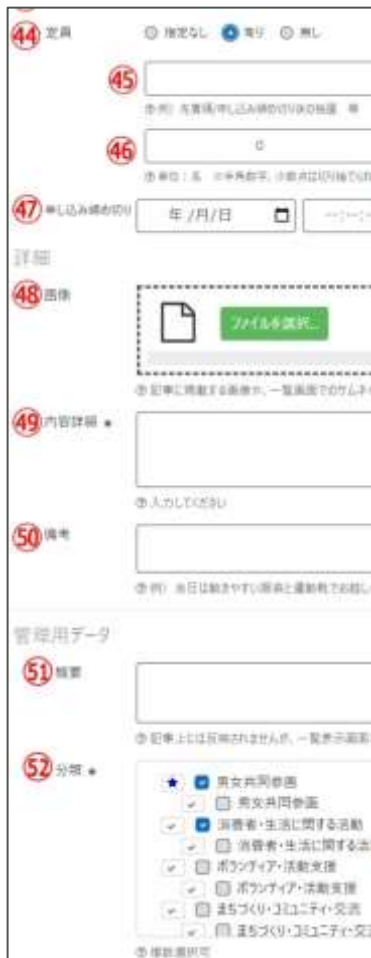 ㊹ 定員 指定なし 有り 無し
㊺
例) 先着順/申し込み締め切り後の抽選 等
㊻ 0
単位：名 ※半角数字、小数点は切り捨てられ
㊼ 申し込み締め切り 年 /月/日 --:--
詳細
㊽ 画像 ファイルを選択...
記事に掲載する画像や、一覧画面でのサムネイ
㊾ 内容詳細
入力してください
㊿ 備考
例) 当日は動きやすい服装と運動靴でお越し
管理用データ
51 概要
記事上には反映されませんが、一覧表示画面
52 分類
男女共同参画
男女共同参画
消費者・生活に関する活動
消費者・生活に関する活
ボランティア・活動支援
ボランティア・活動支援
まちづくり・コミュニティ・交流
まちづくり・コミュニティ・交
複数選択可